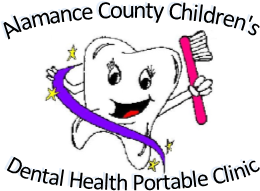 Alamance County Children's
Dental Health Portable Clinic